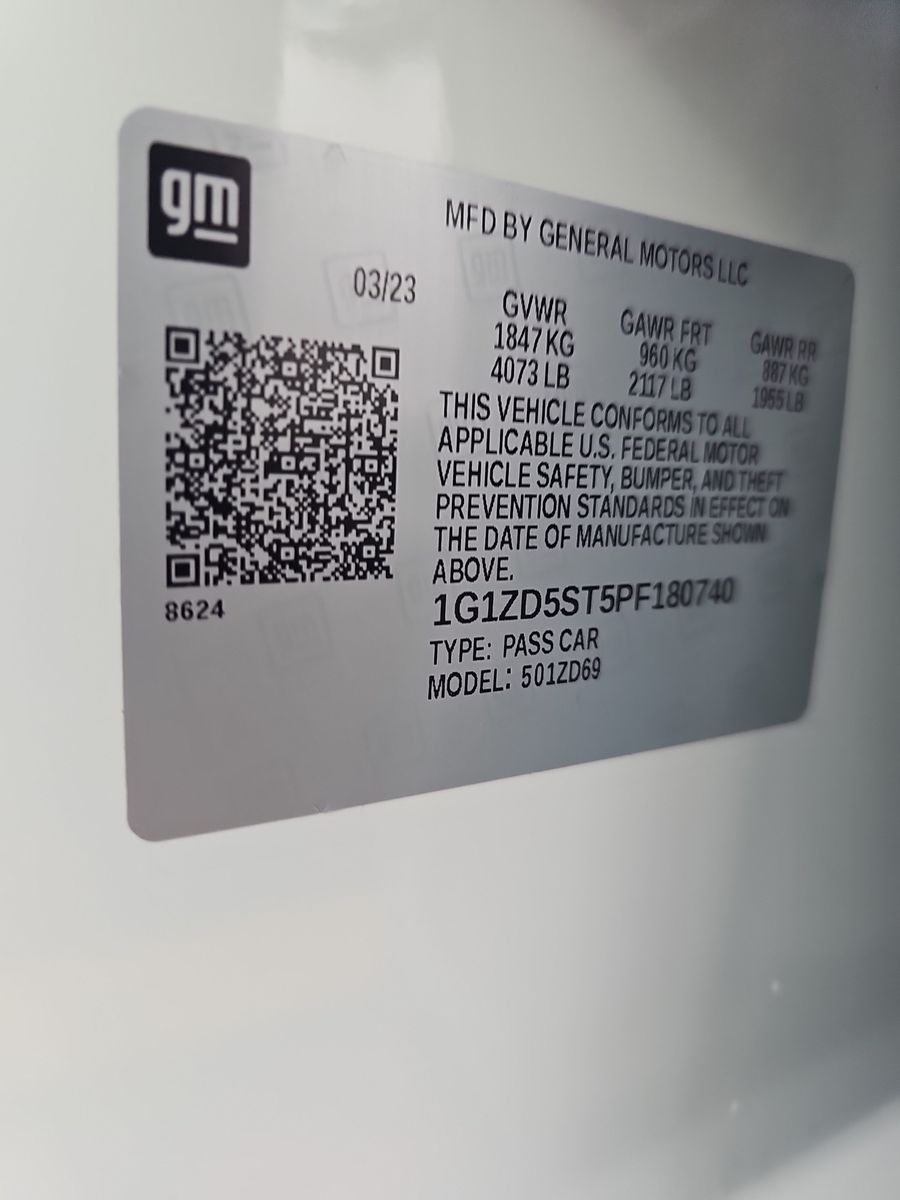 gm
MFD BY GENERAL MOTORS LLC
03/23
GVWR GAWR FRT GAWR RR
1847 KG 960 KG 887 KG
4073 LB 2117 LB 1955 LB
THIS VEHICLE CONFORMS TO ALL
APPLICABLE U.S. FEDERAL MOTOR
VEHICLE SAFETY, BUMPER, AND THEFT
PREVENTION STANDARDS IN EFFECT ON
THE DATE OF MANUFACTURE SHOWN
ABOVE.
8624
1G1ZD5ST5PF180740
TYPE: PASS CAR
MODEL: 501ZD69